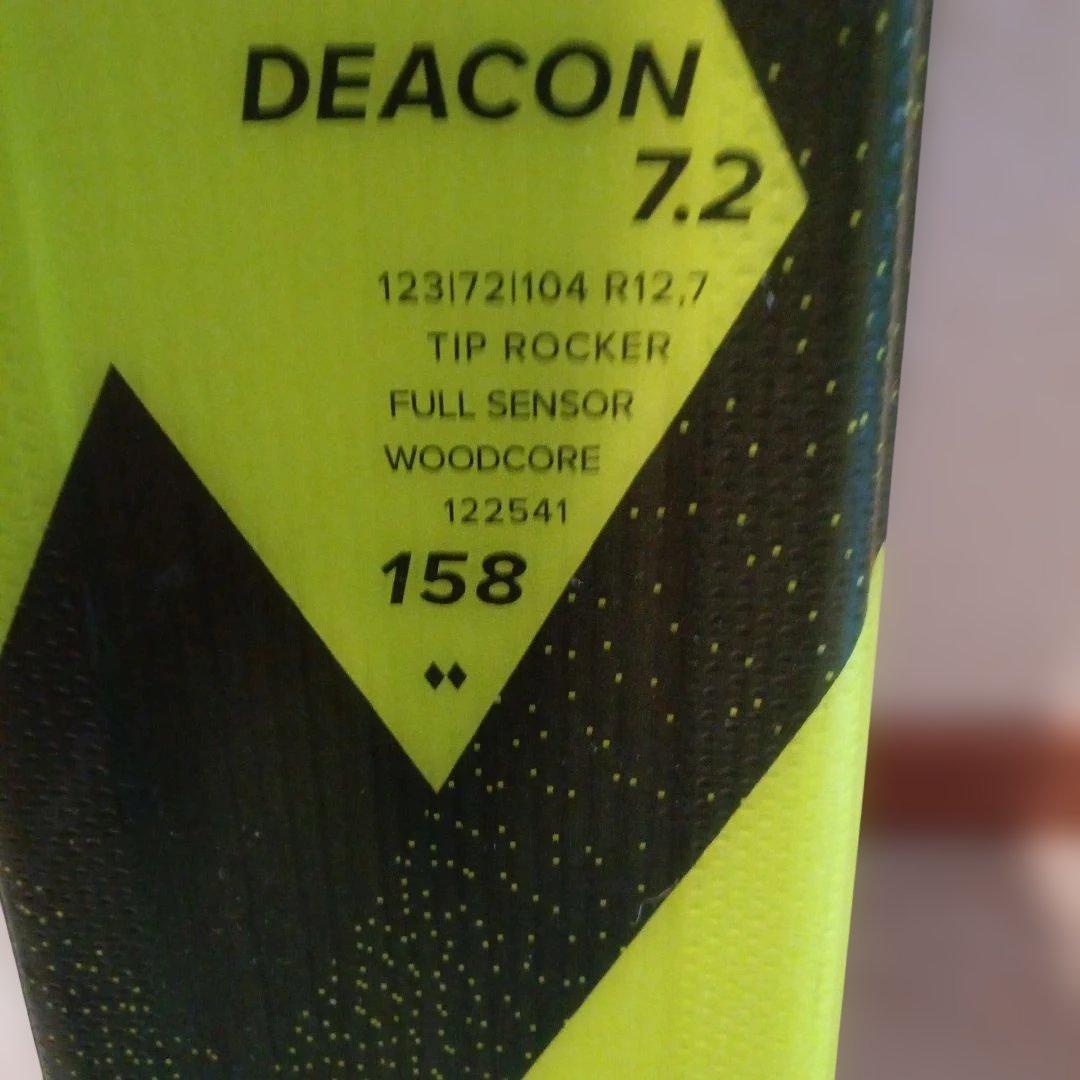 DEACON
7.2
123|72|104 R12,7
TIP ROCKER
FULL SENSOR
WOODCORE
122541
158